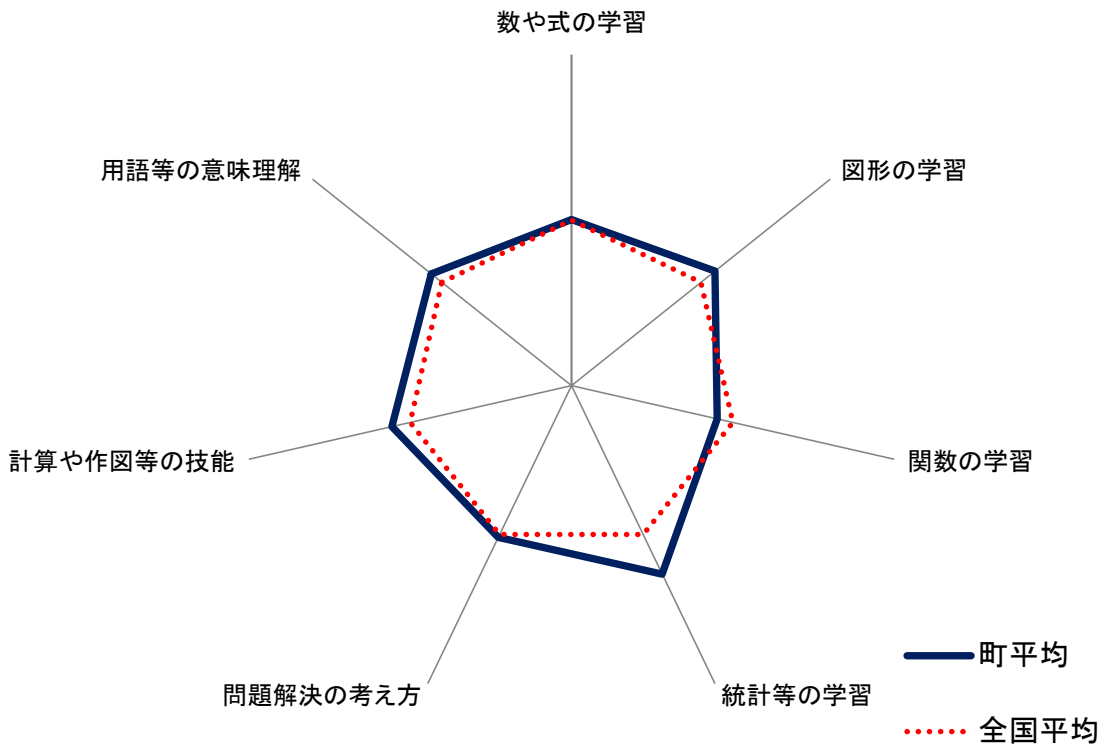 数や式の学習
図形の学習
関数の学習
統計等の学習
問題解決の考え方
計算や作図等の技能
用語等の意味理解
町平均
全国平均